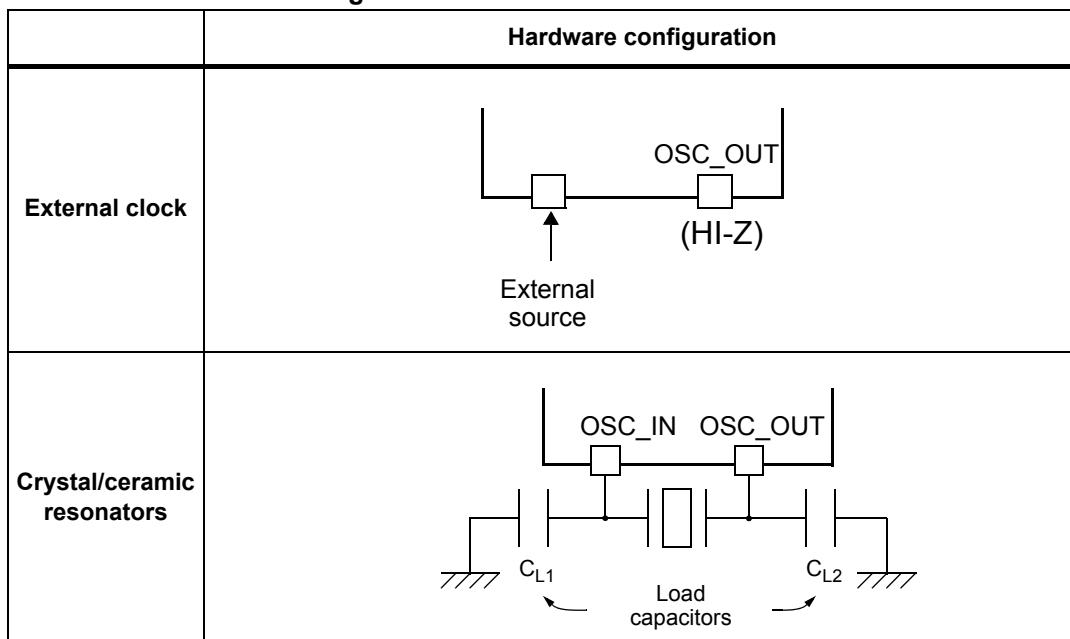 Hardware configuration
External clock
OSC_OUT
(HI-Z)
External
source
Crystal/ceramic
resonators
OSC_IN OSC_OUT
CL1
CL2
Load
capacitors